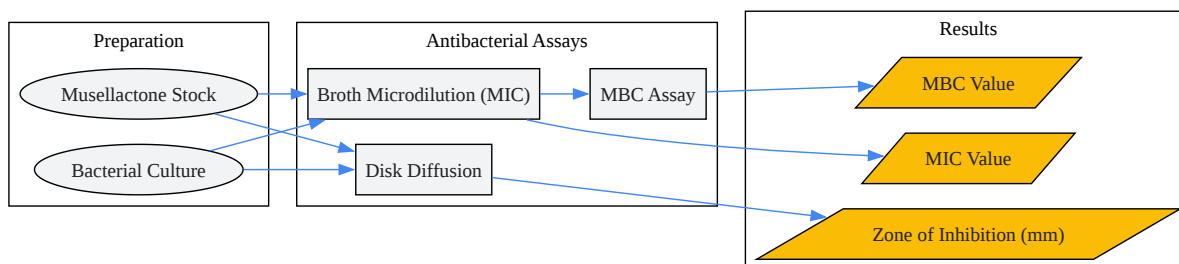 Preparation
Musellactone Stock
Bacterial Culture
Antibacterial Assays
Broth Microdilution (MIC)
MBC Assay
Disk Diffusion
Results
MBC Value
MIC Value
Zone of Inhibition (mm)